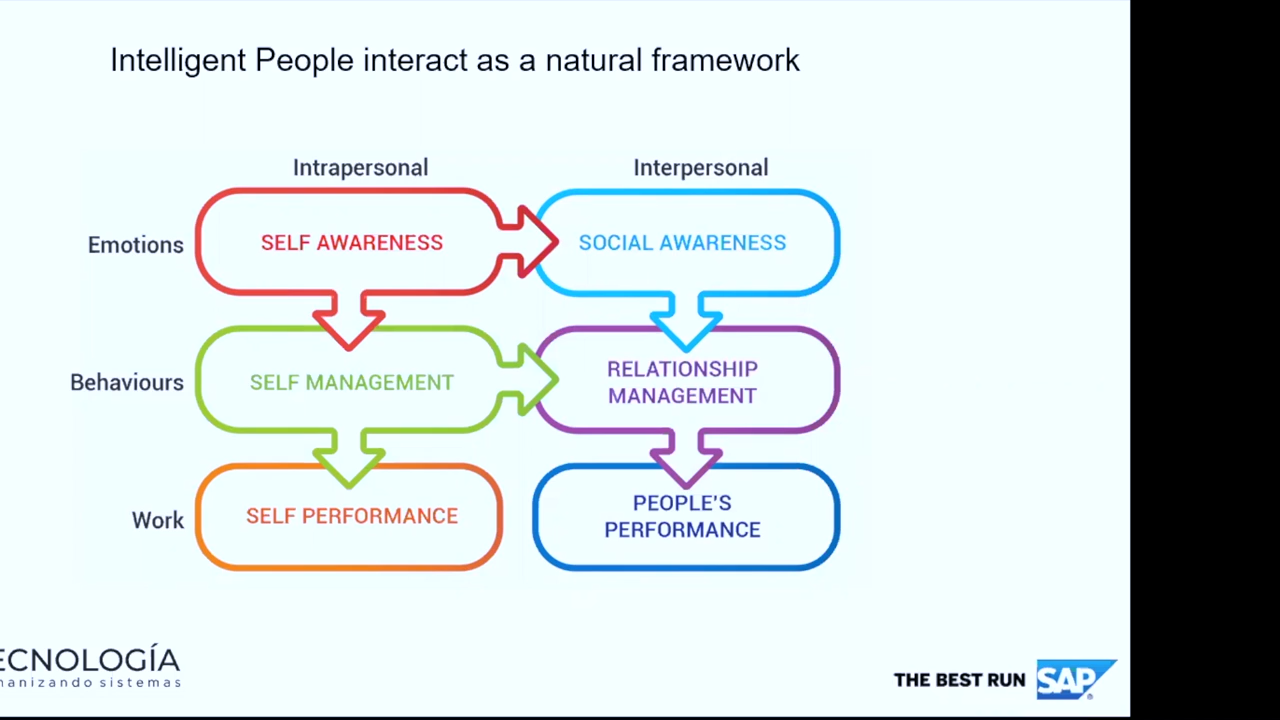 Intelligent People interact as a natural framework
Intrapersonal
Interpersonal
Emotions
SELF AWARENESS
SOCIAL AWARENESS
Behaviours
SELF MANAGEMENT
RELATIONSHIP
MANAGEMENT
Work
SELF PERFORMANCE
PEOPLE'S
PERFORMANCE
ECNOLOGÍA
manizando sistemas
THE BEST RUN SAP®